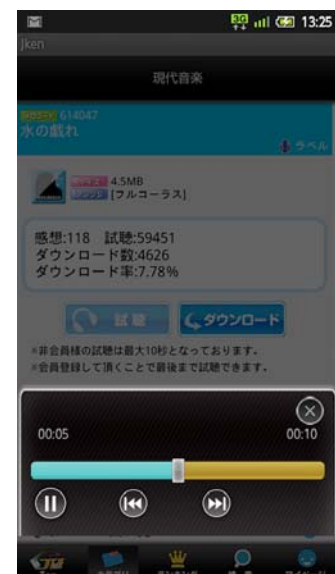 3G 13:25
Jken
現代音楽
614047
水の戯れ
ラベル
4.5MB
[フルコーラス]
感想:118 試聴:59451
ダウンロード数:4626
ダウンロード率:7.78%
試聴 ダウンロード
*非会員様の試聴は最大10秒となっております。
*会員登録して頂くことで最後まで試聴できます。
00:05 00:10